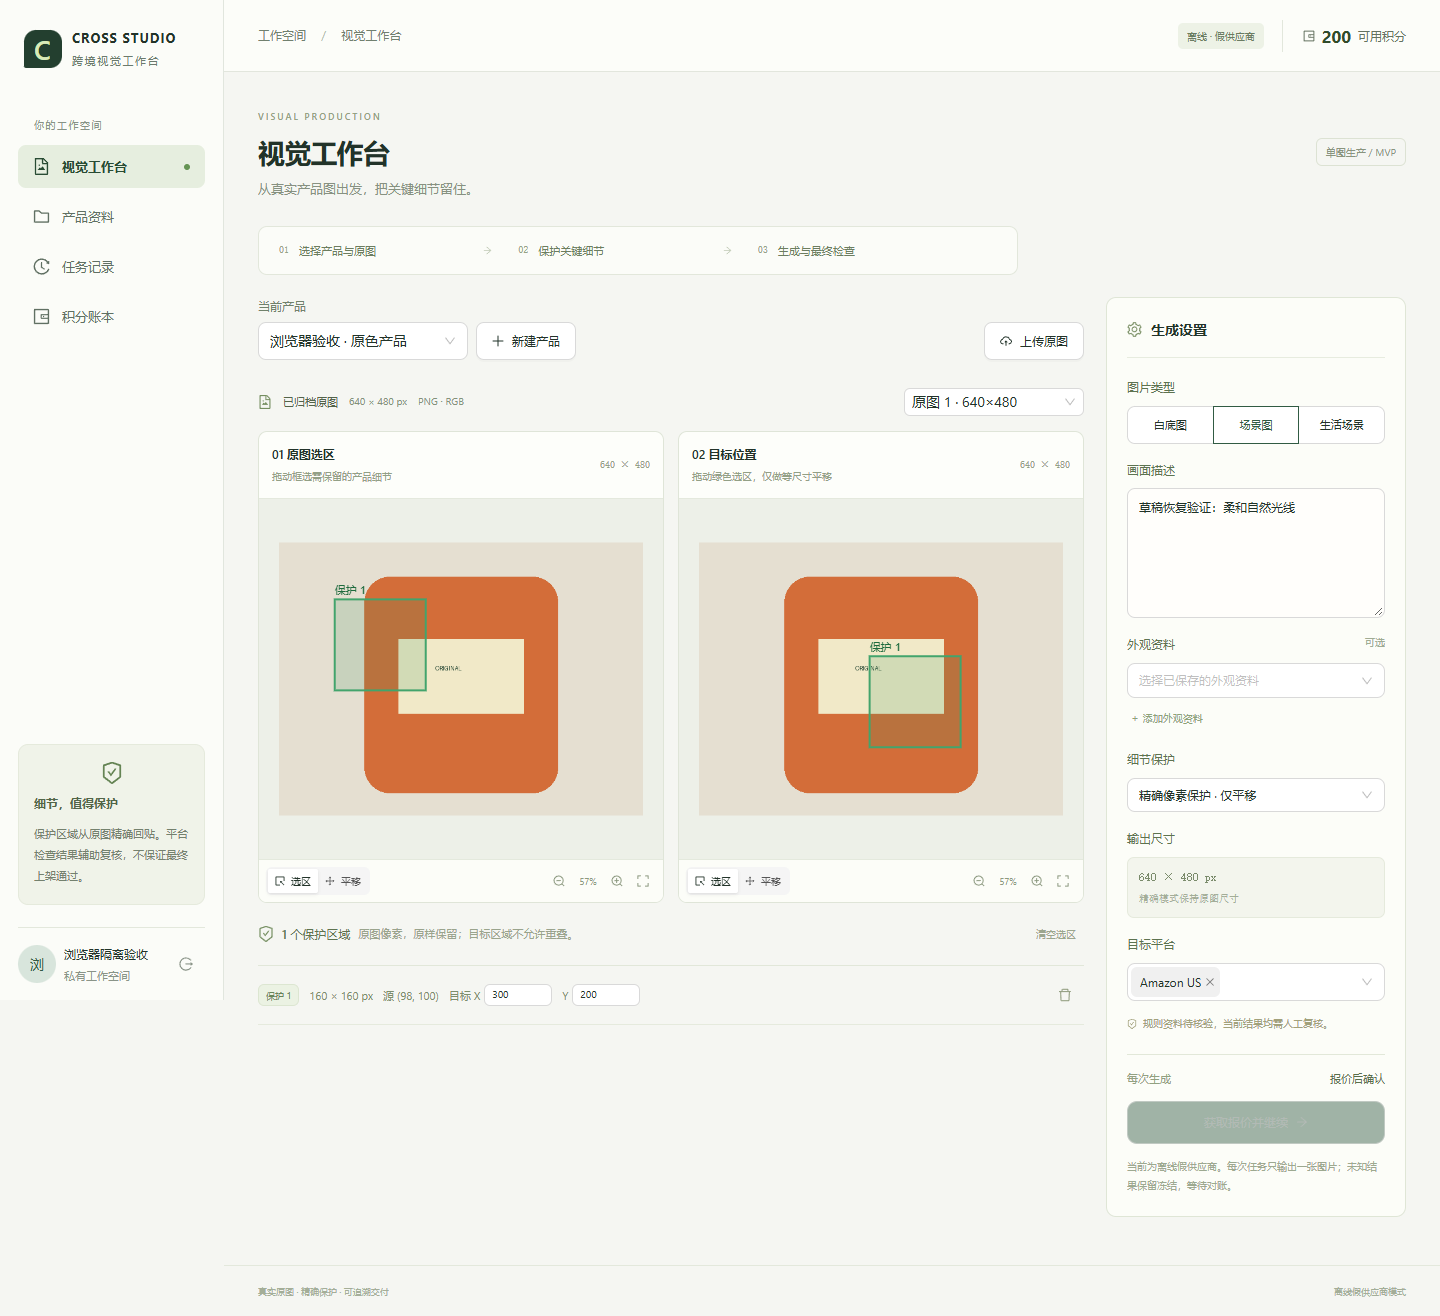 CROSS STUDIO
跨境视觉工作台
你的工作空间
视觉工作台
产品资料
任务记录
积分账本
细节，值得保护
保护区域从原图精确回贴。平台
检查结果辅助复核，不保证最终
上架通过。
浏
浏览器隔离验收
私有工作空间
工作空间 / 视觉工作台
离线 · 假供应商
200 可用积分
VISUAL PRODUCTION
视觉工作台
从真实产品图出发，把关键细节留住。
单图生产 / MVP
01 选择产品与原图 → 02 保护关键细节 → 03 生成与最终检查
当前产品
浏览器验收 · 原色产品
+ 新建产品
上传原图
已归档原图 640 × 480 px PNG · RGB
原图 1 · 640×480
01 原图选区
拖动框选需保留的产品细节
640 × 480
保护 1
ORIGINAL
选区 平移
57%
02 目标位置
拖动绿色选区，仅做等尺寸平移
640 × 480
保护 1
ORIGINAL
选区 平移
57%
1 个保护区域 原图像素，原样保留；目标区域不允许重叠。
清空选区
保护 1 160 × 160 px 源 (98, 100) 目标 X 300 Y 200
生成设置
图片类型
白底图 场景图 生活场景
画面描述
草稿恢复验证：柔和自然光线
外观资料 可选
选择已保存的外观资料
+ 添加外观资料
细节保护
精确像素保护 · 仅平移
输出尺寸
640 × 480 px
精确模式保持原图尺寸
目标平台
Amazon US ×
规则资料待核验，当前结果均需人工复核。
每次生成 报价后确认
获取报价并继续 →
当前为离线假供应商。每次任务只输出一张图片；未知结
果保留冻结，等待对账。
真实原图 · 精确保护 · 可追溯交付
离线假供应商模式